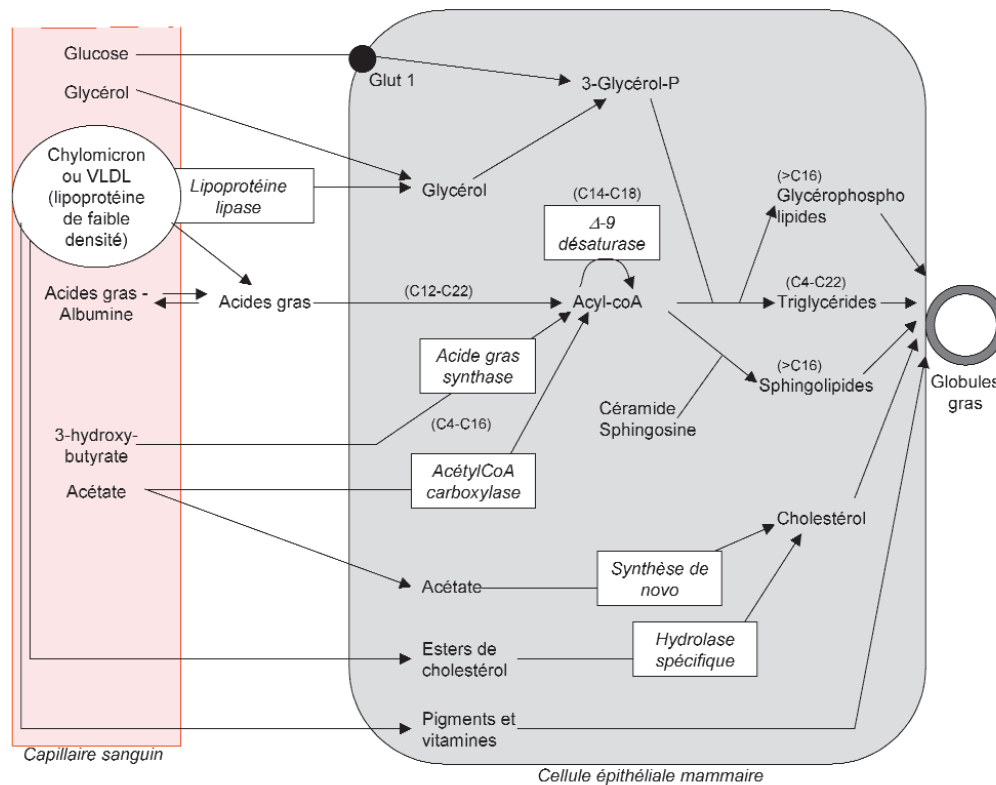 Glucose
Glut 1
3-Glycérol-P
Glycérol
Chylomicron
ou VLDL
(lipoprotéine
de faible
densité)
Lipoprotéine
lipase
Glycérol
(C14-C18)
Δ-9
désaturase
(>C16)
Glycérophospho
lipides
Acides gras -
Albumine
Acides gras
(C12-C22)
Acyl-coA
(C4-C22)
Triglycérides
Acide gras
synthase
(C4-C16)
(>C16)
Sphingolipides
Céramide
Sphingosine
Globules
gras
3-hydroxy-
butyrate
Acétate
AcétylCoA
carboxylase
Cholestérol
Acétate
Synthèse de
novo
Esters de
cholestérol
Hydrolase
spécifique
Pigments et
vitamines
Capillaire sanguin
Cellule épithéliale mammaire